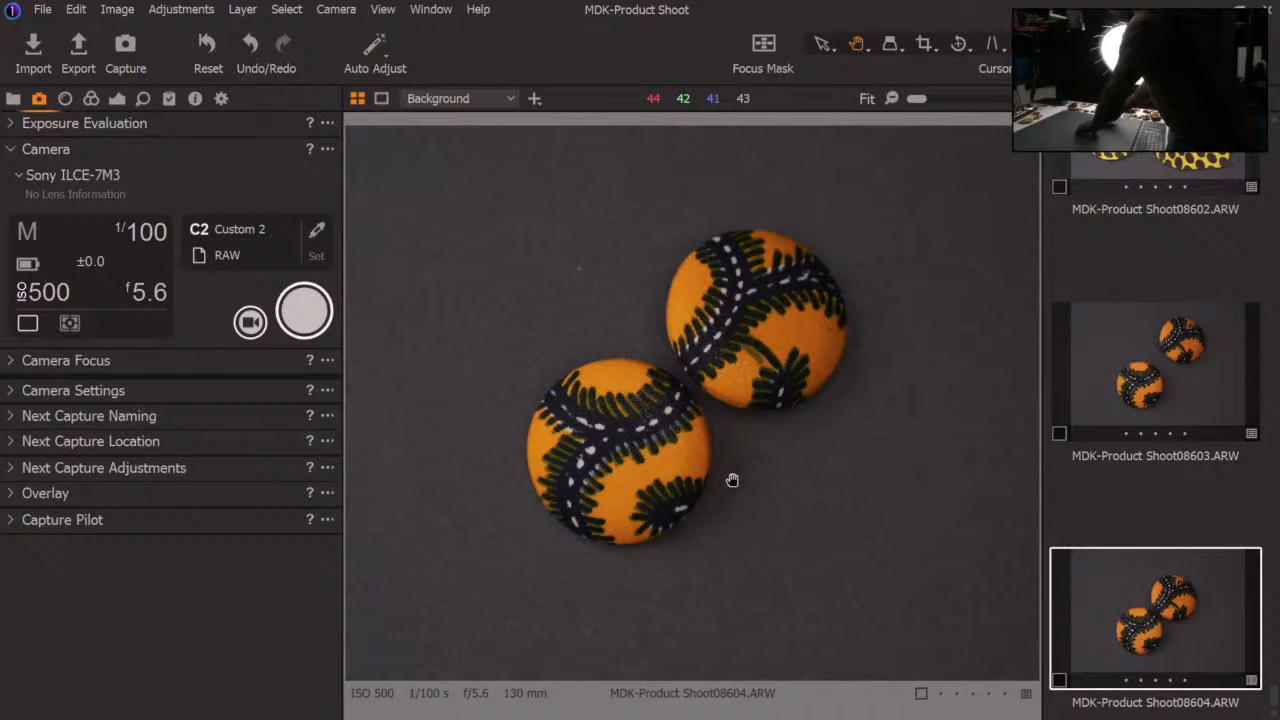 File Edit Image Adjustments Layer Select Camera View Window Help MDK-Product Shoot
Import Export Capture Reset Undo/Redo Auto Adjust Focus Mask Cursor
Background 44 42 41 43 Fit
Exposure Evaluation ? ...
Camera ? ...
Sony ILCE-7M3
No Lens Information
M 1/100 C2 Custom 2
±0.0 RAW Set
ISO 500 f5.6
Camera Focus ? ...
Camera Settings ? ...
Next Capture Naming ? ...
Next Capture Location ? ...
Next Capture Adjustments ? ...
Overlay ? ...
Capture Pilot ? ...
MDK-Product Shoot08602.ARW
MDK-Product Shoot08603.ARW
MDK-Product Shoot08604.ARW
ISO 500 1/100 s f/5.6 130 mm MDK-Product Shoot08604.ARW